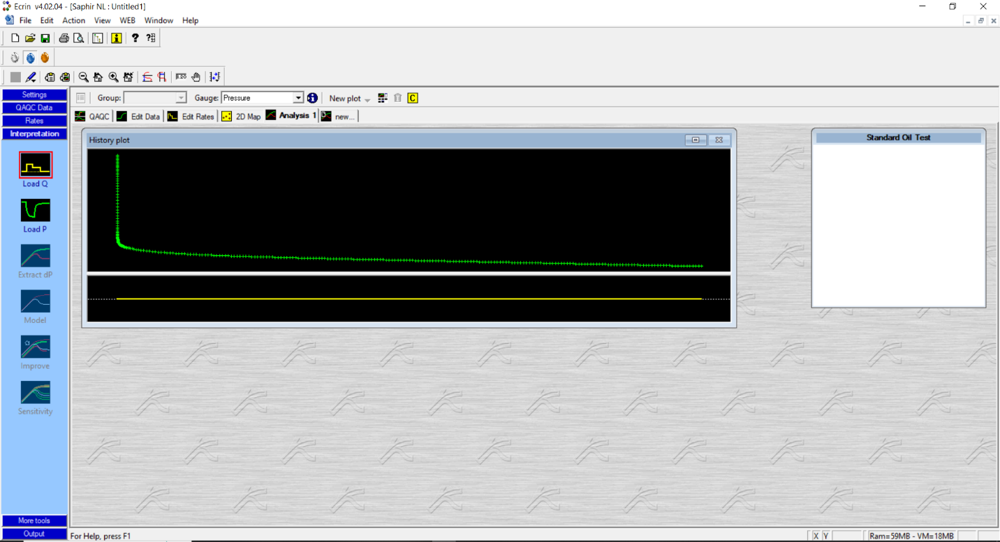 Ecrin v4.02.04 - [Saphir NL : Untitled1]
File Edit Action View WEB Window Help
Settings
QAQC Data
Rates
Interpretation
Load Q
Load P
Extract dP
Model
Improve
Sensitivity
More tools
Output
Group: Gauge: Pressure New plot C
QAQC Edit Data Edit Rates 2D Map Analysis 1 new...
History plot
Standard Oil Test
For Help, press F1 X Y Ram=59MB - VM=18MB